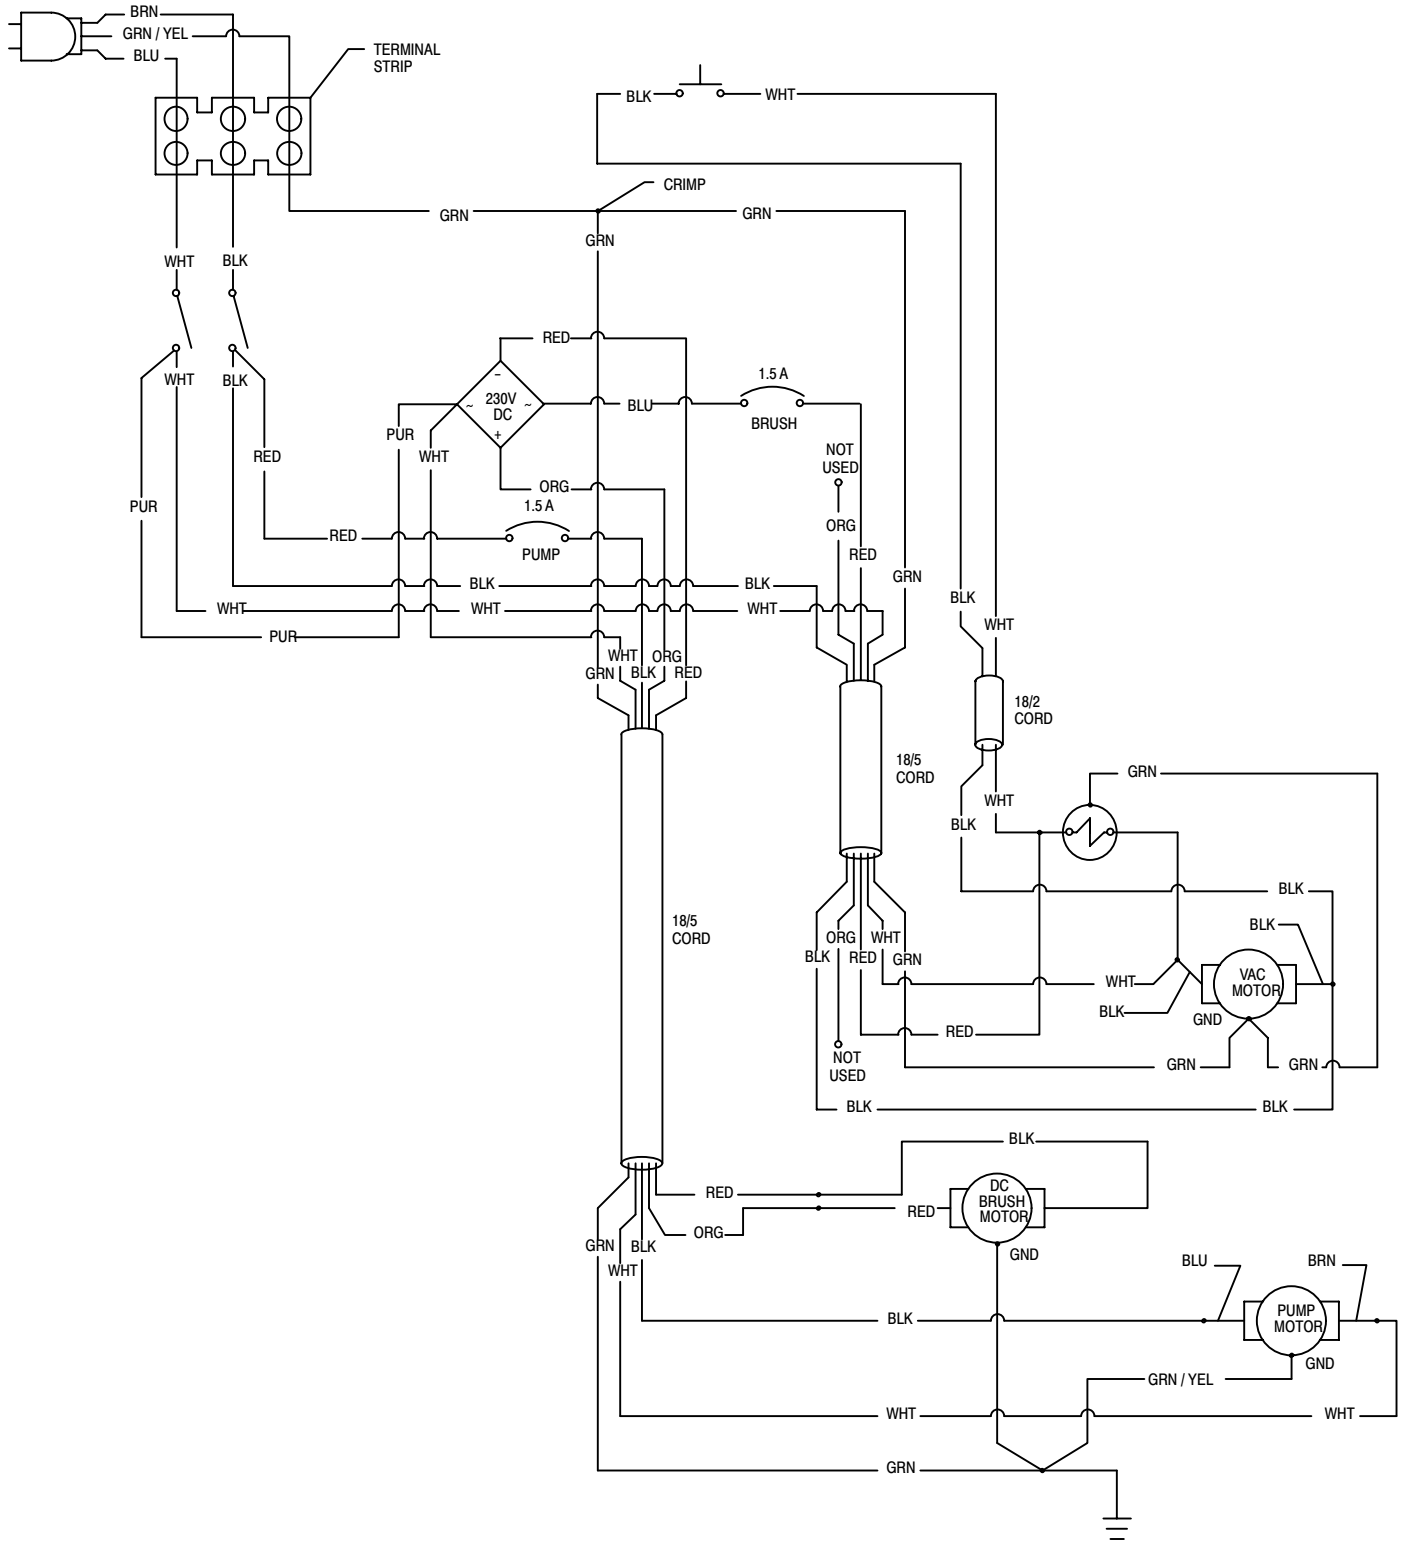 BRN
GRN / YEL
BLU
TERMINAL
STRIP
BLK
WHT
CRIMP
GRN
GRN
GRN
WHT
BLK
RED
1.5 A
WHT
BLK
230V
DC
−
~
~
+
BLU
BRUSH
PUR
WHT
RED
NOT
USED
ORG
1.5 A
PUR
ORG
RED
PUMP
RED
GRN
BLK
BLK
BLK
WHT
WHT
WHT
WHT
PUR
WHT
ORG
GRN
BLK
RED
18/2
CORD
18/5
CORD
GRN
WHT
BLK
BLK
18/5
CORD
BLK
ORG
WHT
BLK
RED
GRN
VAC
MOTOR
WHT
BLK
GND
RED
NOT
USED
GRN
GRN
BLK
BLK
BLK
RED
DC
BRUSH
MOTOR
RED
ORG
GRN
BLK
GND
WHT
BLU
BRN
BLK
PUMP
MOTOR
GND
GRN / YEL
WHT
WHT
GRN